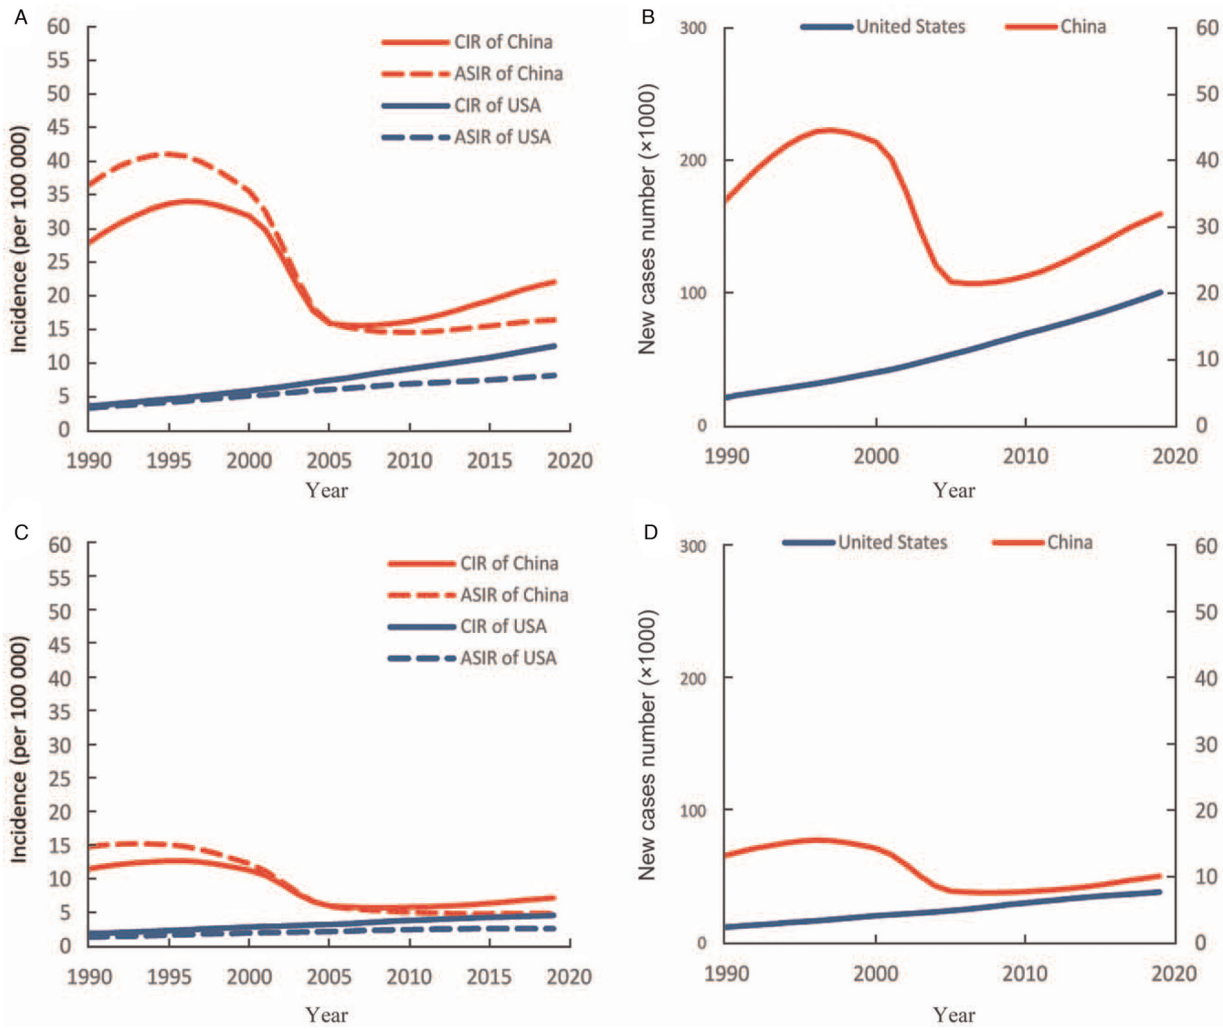 A
CIR of China
ASIR of China
CIR of USA
ASIR of USA
Incidence (per 100 000)
60
55
50
45
40
35
30
25
20
15
10
5
0
1990 1995 2000 2005 2010 2015 2020
Year
B
United States China
New cases number (×1000)
300
200
100
0
60
50
40
30
20
10
0
1990 2000 2010 2020
Year
C
CIR of China
ASIR of China
CIR of USA
ASIR of USA
Incidence (per 100 000)
60
55
50
45
40
35
30
25
20
15
10
5
0
1990 1995 2000 2005 2010 2015 2020
Year
D
United States China
New cases number (×1000)
300
200
100
0
60
50
40
30
20
10
0
1990 2000 2010 2020
Year